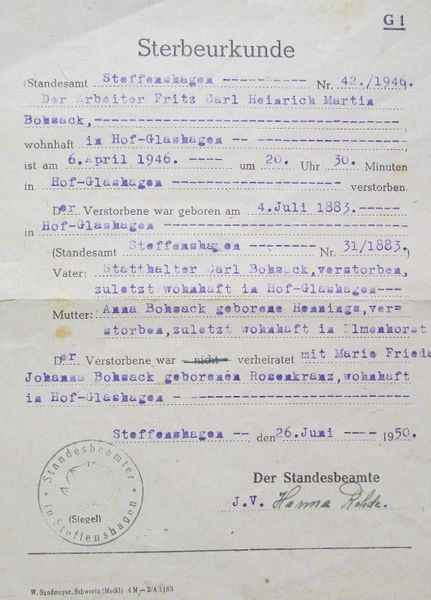 G 1
Sterbeurkunde
(Standesamt Steffenshagen ---------- Nr. 42./1946.
Der Arbeiter Fritz Carl Heinrich Martin
Bohsack,----------------------------------
wohnhaft in Hof-Glashagen -- ---------------
ist am 6.April 1946. ---- um 20. Uhr 30. Minuten
in Hof-Glashagen ------------------ verstorben.
Der Verstorbene war geboren am 4.Juli 1883.-----
in Hof-Glashagen --------------------------
(Standesamt Steffenshagen -------- Nr. 31/1883.)
Vater: Statthalter Carl Bohsack,verstorben,
zuletzt wohnhaft in Hof-Glashagen---
Mutter: Anna Bohsack geborene Hennings,ver=
storben,zuletzt wohnhaft in Ilmenhorst
Der Verstorbene war nicht verheiratet mit Marie Frieda
Johanna Bohsack geborenen Rosenkranz,wohnhaft
in Hof-Glashagen - -------------------------
Steffenshagen --, den 26.Juni ---- 1950.
Standesbeamter
in Steffenshagen
(Siegel)
Der Standesbeamte
J.V. Hanna Rohde.
W. Sandmeyer, Schwerin (Meckl) 4 M,—2/A 1183